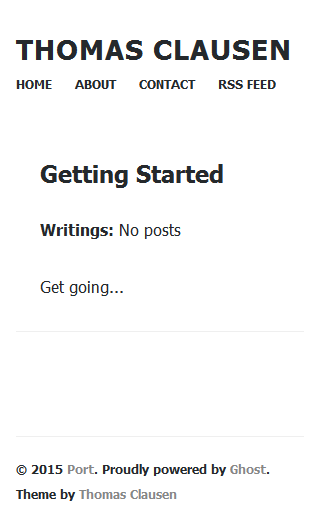 THOMAS CLAUSEN
HOME ABOUT CONTACT RSS FEED
Getting Started
Writings: No posts
Get going...
© 2015 Port. Proudly powered by Ghost.
Theme by Thomas Clausen